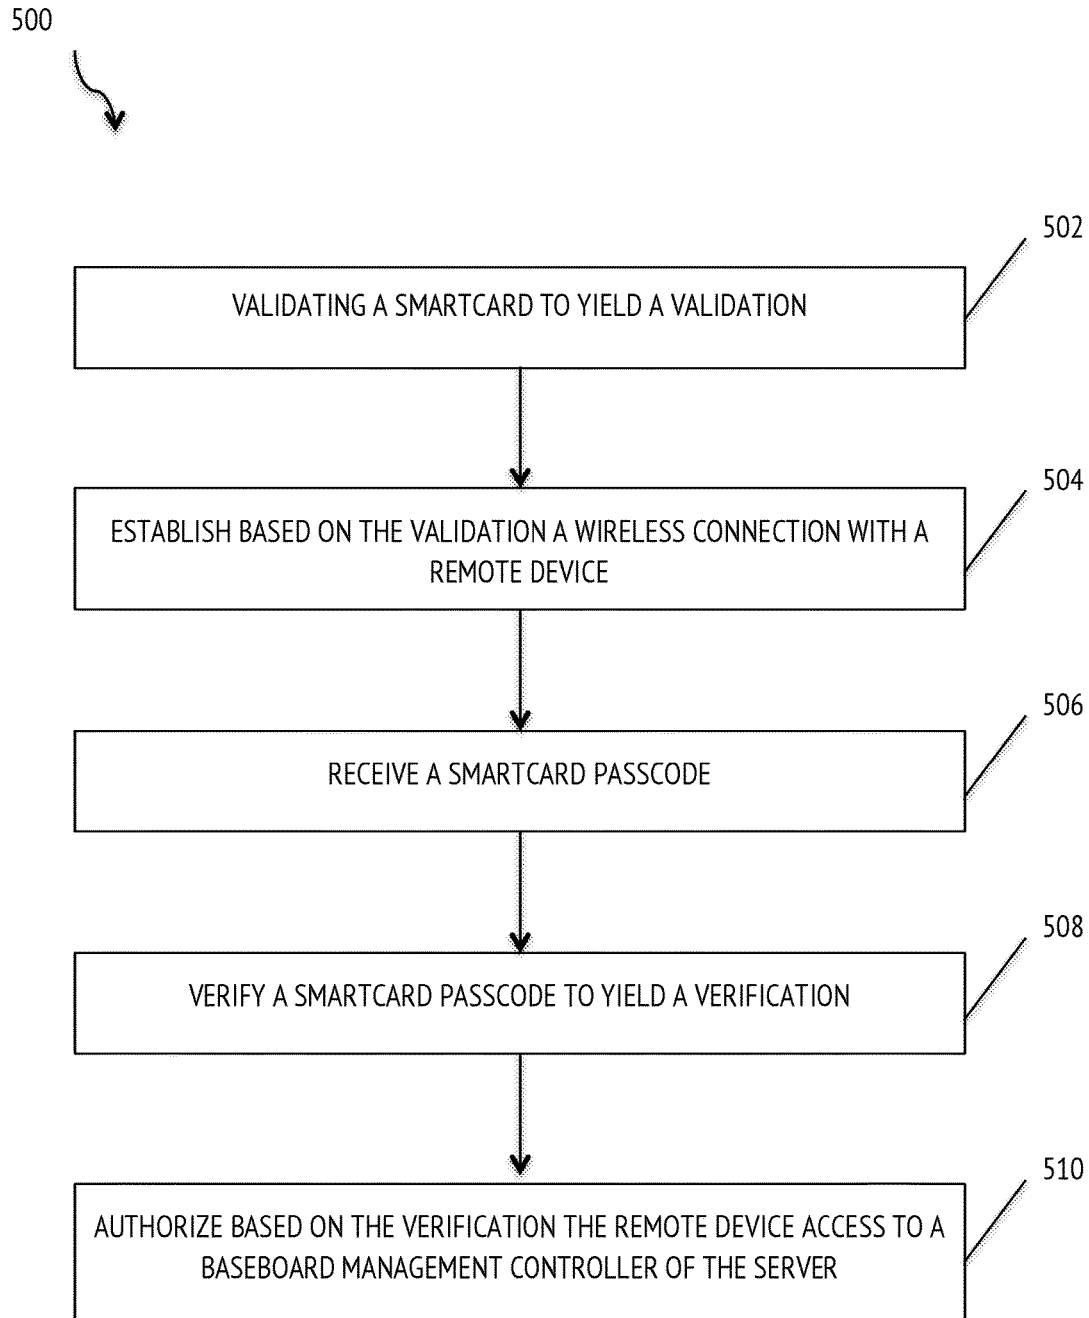 500
502
VALIDATING A SMARTCARD TO YIELD A VALIDATION
504
ESTABLISH BASED ON THE VALIDATION A WIRELESS CONNECTION WITH A
REMOTE DEVICE
506
RECEIVE A SMARTCARD PASSCODE
508
VERIFY A SMARTCARD PASSCODE TO YIELD A VERIFICATION
510
AUTHORIZE BASED ON THE VERIFICATION THE REMOTE DEVICE ACCESS TO A
BASEBOARD MANAGEMENT CONTROLLER OF THE SERVER